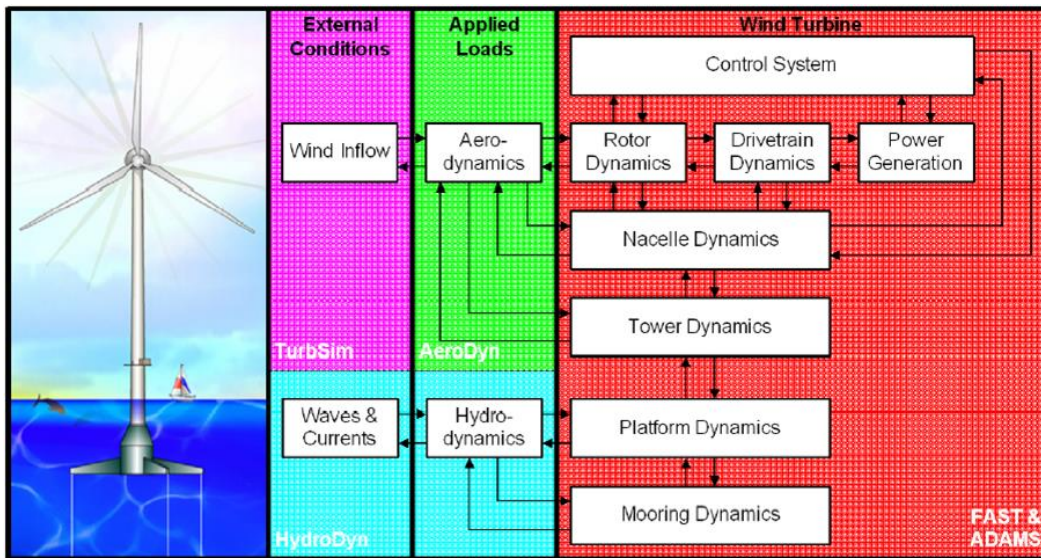 External
Conditions
Applied
Loads
Wind Turbine
Control System
Wind Inflow
Aero-
dynamics
Rotor
Dynamics
Drivetrain
Dynamics
Power
Generation
Nacelle Dynamics
Tower Dynamics
TurbSim
AeroDyn
Waves &
Currents
Hydro-
dynamics
Platform Dynamics
Mooring Dynamics
HydroDyn
FAST &
ADAMS